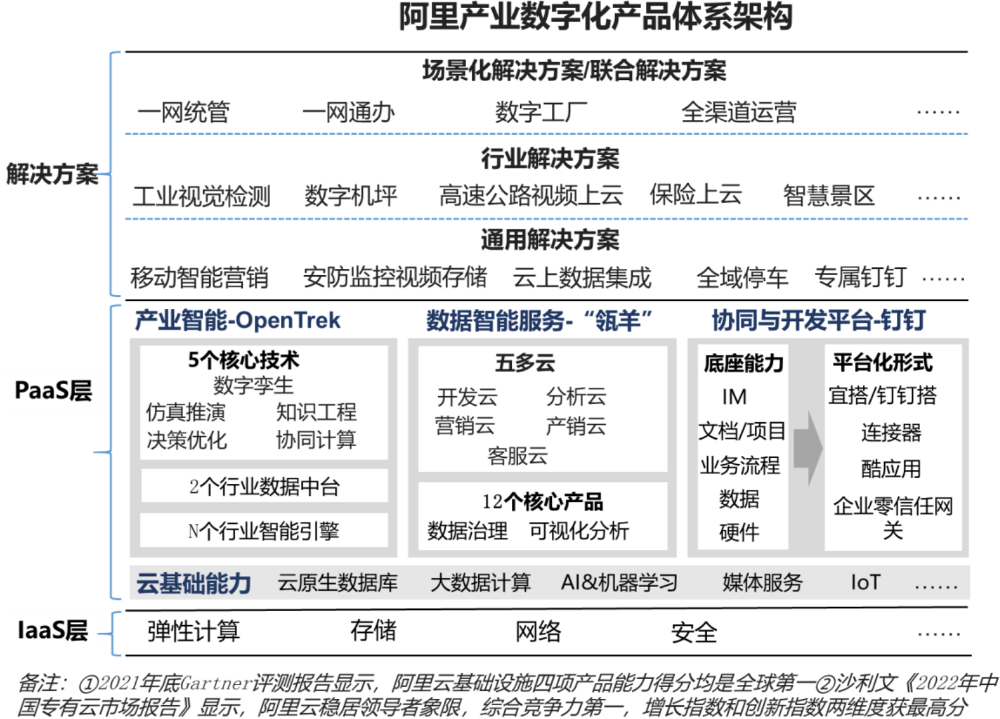 阿里产业数字化产品体系架构
场景化解决方案/联合解决方案
一网统管 一网通办 数字工厂 全渠道运营 ……
解决方案
行业解决方案
工业视觉检测 数字机坪 高速公路视频上云 保险上云 智慧景区 ……
通用解决方案
移动智能营销 安防监控视频存储 云上数据集成 全域停车 专属钉钉 ……
PaaS层
产业智能-OpenTrek
5个核心技术
数字孪生
仿真推演 知识工程
决策优化 协同计算
2个行业数据中台
N个行业智能引擎
数据智能服务-“瓴羊”
五多云
开发云 分析云
营销云 产销云
客服云
12个核心产品
数据治理 可视化分析
协同与开发平台-钉钉
底座能力
IM
文档/项目
业务流程
数据
硬件
平台化形式
宜搭/钉钉搭
连接器
酷应用
企业零信任网
关
云基础能力 云原生数据库 大数据计算 AI&机器学习 媒体服务 IoT ……
IaaS层
弹性计算 存储 网络 安全 ……
备注：①2021年底Gartner评测报告显示，阿里云基础设施四项产品能力得分均是全球第一②沙利文《2022年中
国专有云市场报告》显示，阿里云稳居领导者象限，综合竞争力第一，增长指数和创新指数两维度获最高分